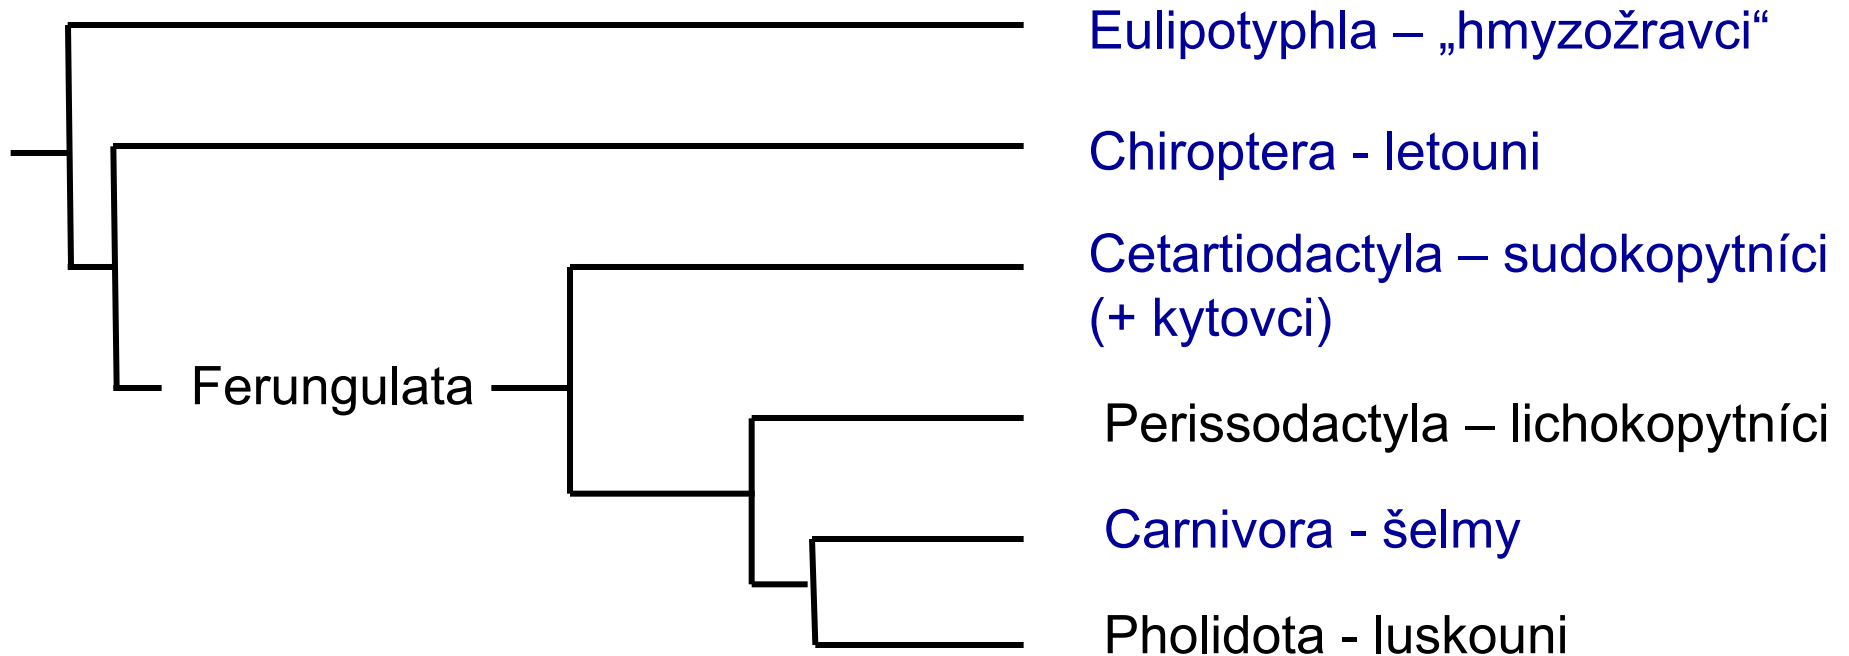 Eulipotyphla – „hmyzožravci“
Chiroptera - letouni
Cetartiodactyla – sudokopytníci
(+ kytovci)
Ferungulata
Perissodactyla – lichokopytníci
Carnivora - šelmy
Pholidota - luskouni